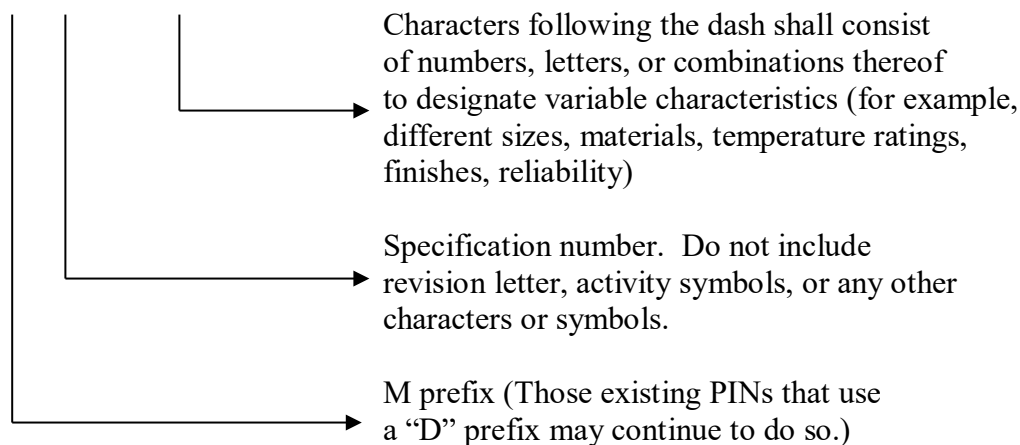 Characters following the dash shall consist
of numbers, letters, or combinations thereof
to designate variable characteristics (for example,
different sizes, materials, temperature ratings,
finishes, reliability)
Specification number.  Do not include
revision letter, activity symbols, or any other
characters or symbols.
M prefix (Those existing PINs that use
a “D” prefix may continue to do so.)